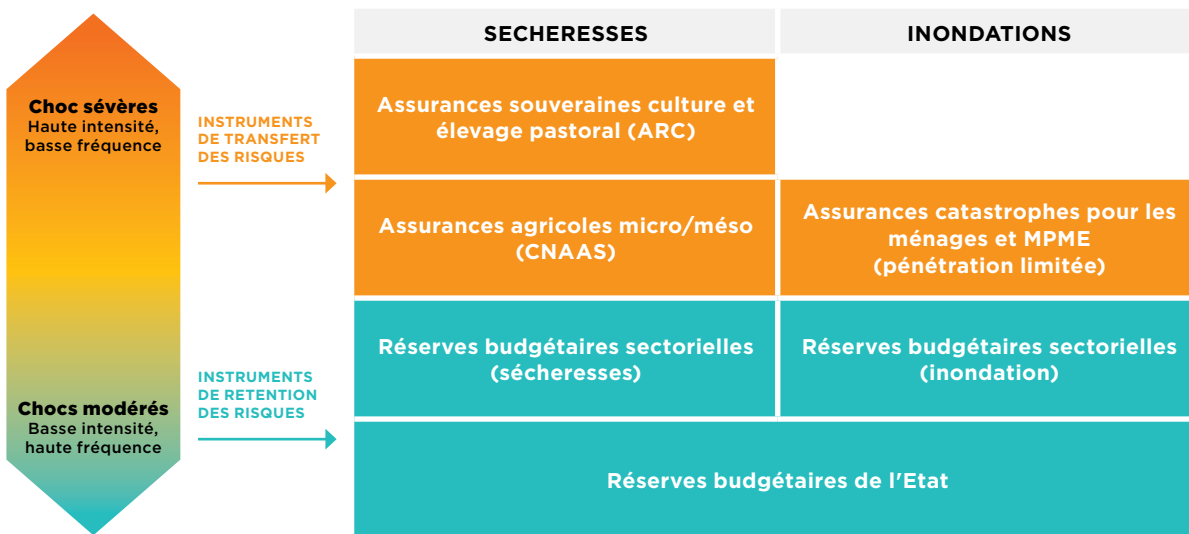 SECHERESSES
INONDATIONS
Choc sévères
Haute intensité,
basse fréquence
INSTRUMENTS
DE TRANSFERT
DES RISQUES
Assurances souveraines culture et
élevage pastoral (ARC)
Assurances agricoles micro/méso
(CNAAS)
Assurances catastrophes pour les
ménages et MPME
(pénétration limitée)
Réserves budgétaires sectorielles
(sécheresses)
Réserves budgétaires sectorielles
(inondation)
INSTRUMENTS
DE RETENTION
DES RISQUES
Chocs modérés
Basse intensité,
haute fréquence
Réserves budgétaires de l'Etat